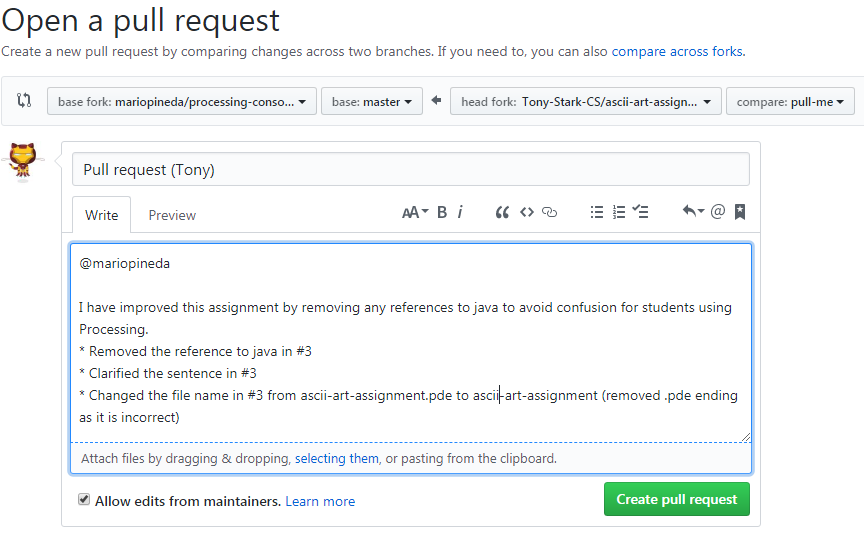 Open a pull request
Create a new pull request by comparing changes across two branches. If you need to, you can also compare across forks.
base fork: mariopineda/processing-conso... base: master head fork: Tony-Stark-CS/ascii-art-assign... compare: pull-me
Pull request (Tony)
Write Preview AA B i
@mariopineda
I have improved this assignment by removing any references to java to avoid confusion for students using
Processing.
* Removed the reference to java in #3
* Clarified the sentence in #3
* Changed the file name in #3 from ascii-art-assignment.pde to ascii-art-assignment (removed .pde ending
as it is incorrect)
Attach files by dragging & dropping, selecting them, or pasting from the clipboard.
Allow edits from maintainers. Learn more Create pull request